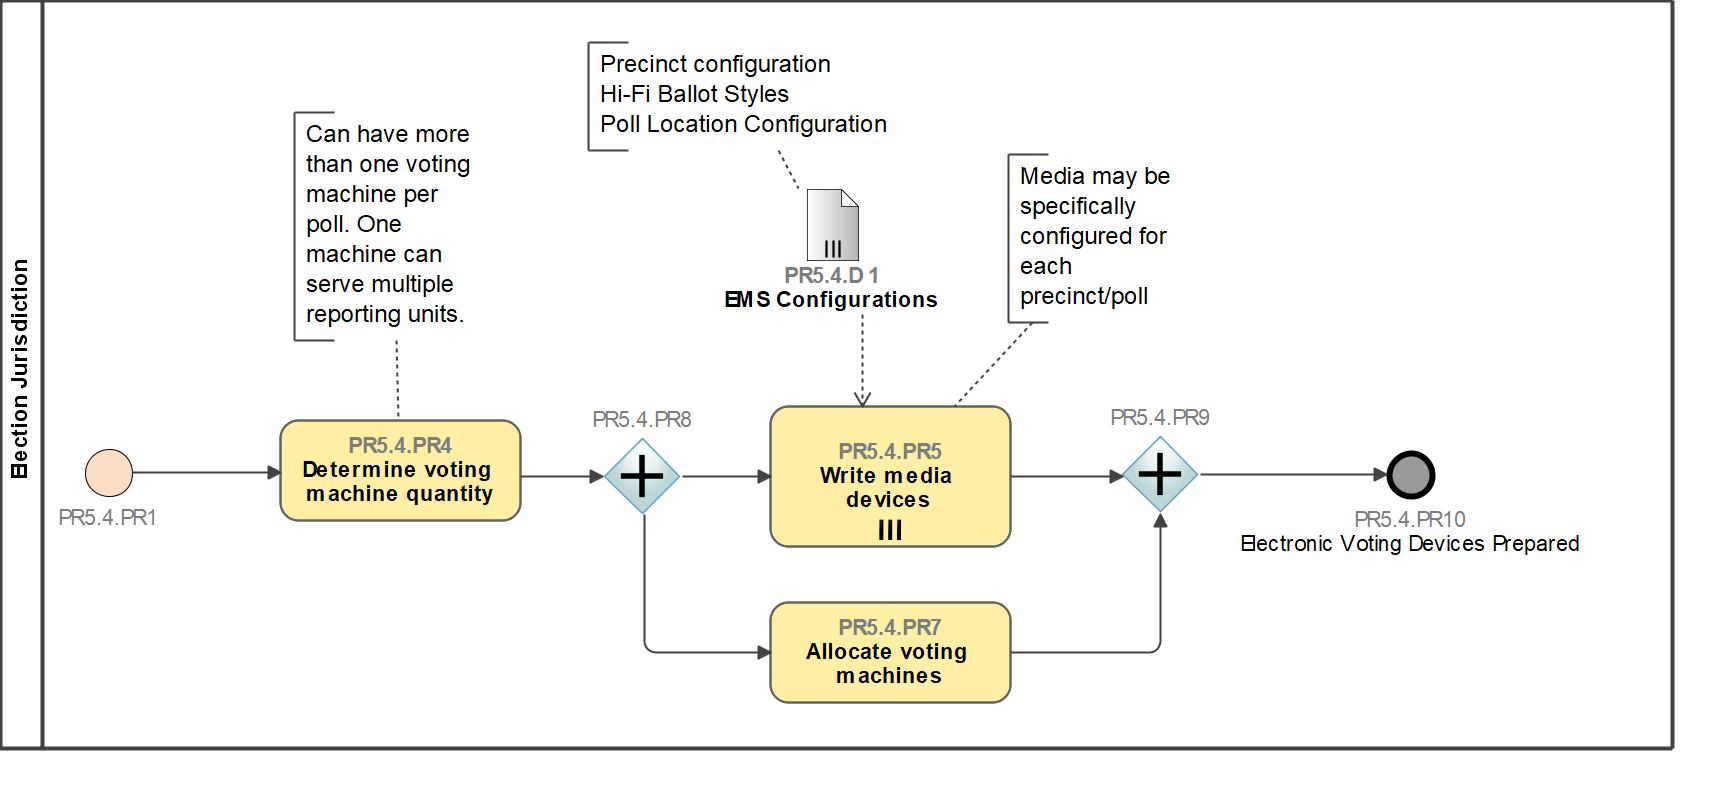 Election Jurisdiction
Precinct configuration
Hi-Fi Ballot Styles
Poll Location Configuration
Can have more
than one voting
machine per
poll. One
machine can
serve multiple
reporting units.
Media may be
specifically
configured for
each
precinct/poll
PR5.4.D1
EMS Configurations
PR5.4.PR1
PR5.4.PR4
Determine voting
machine quantity
PR5.4.PR8
PR5.4.PR5
Write media
devices
PR5.4.PR9
PR5.4.PR10
Electronic Voting Devices Prepared
PR5.4.PR7
Allocate voting
machines